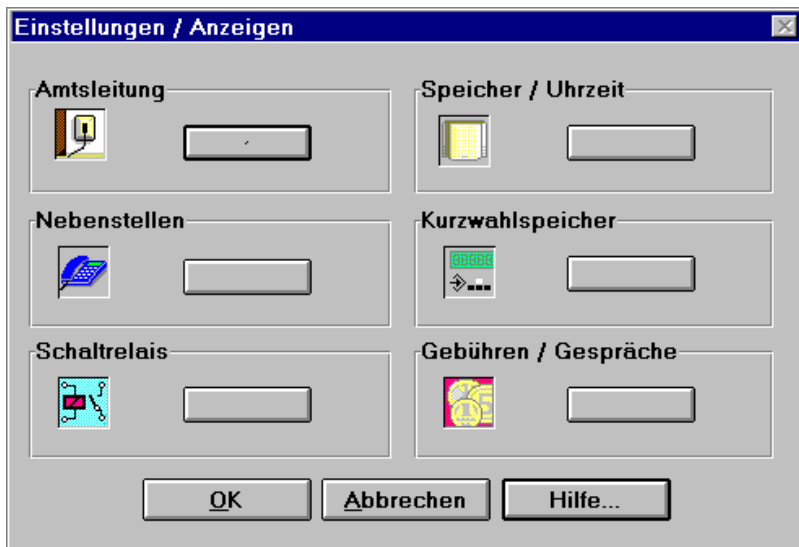 Einstellungen / Anzeigen
Amtsleitung
Speicher / Uhrzeit
Nebenstellen
Kurzwahlspeicher
Schaltrelais
Gebühren / Gespräche
OK
Abbrechen
Hilfe...